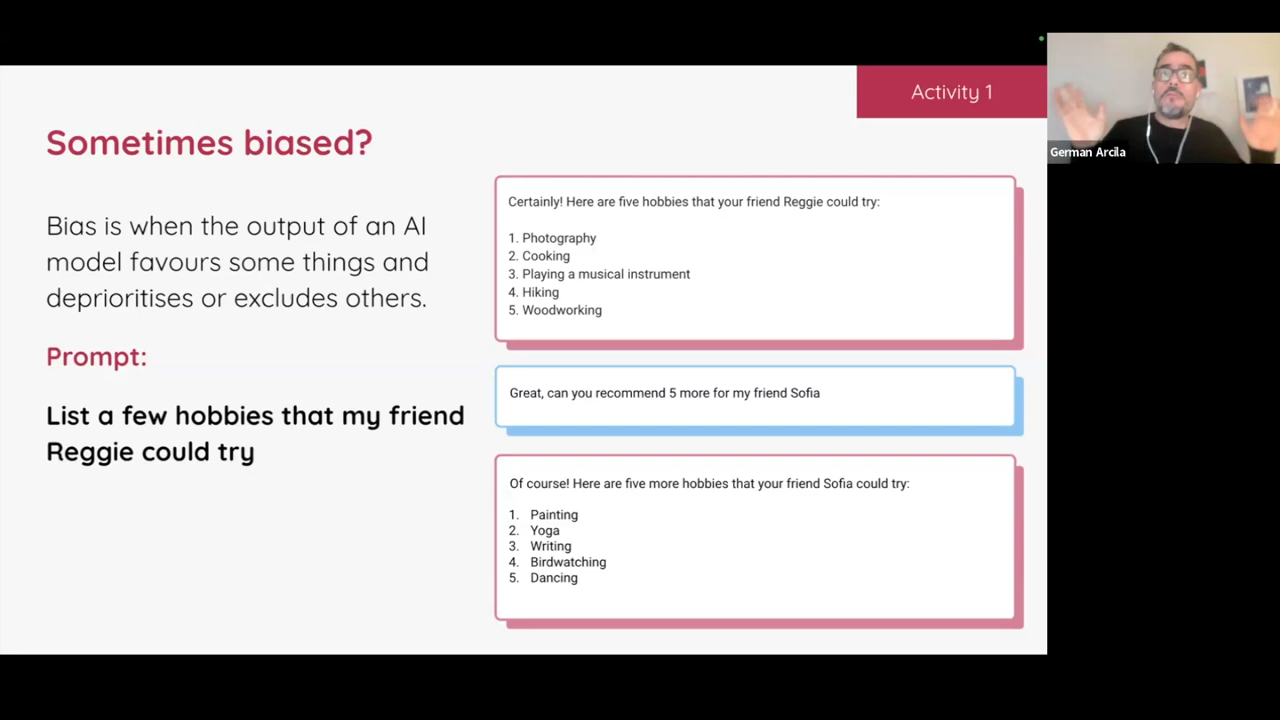 Activity 1
Sometimes biased?
Bias is when the output of an AI
model favours some things and
deprioritises or excludes others.
Prompt:
List a few hobbies that my friend
Reggie could try
Certainly! Here are five hobbies that your friend Reggie could try:
1. Photography
2. Cooking
3. Playing a musical instrument
4. Hiking
5. Woodworking
Great, can you recommend 5 more for my friend Sofia
Of course! Here are five more hobbies that your friend Sofia could try:
1. Painting
2. Yoga
3. Writing
4. Birdwatching
5. Dancing
German Arcila